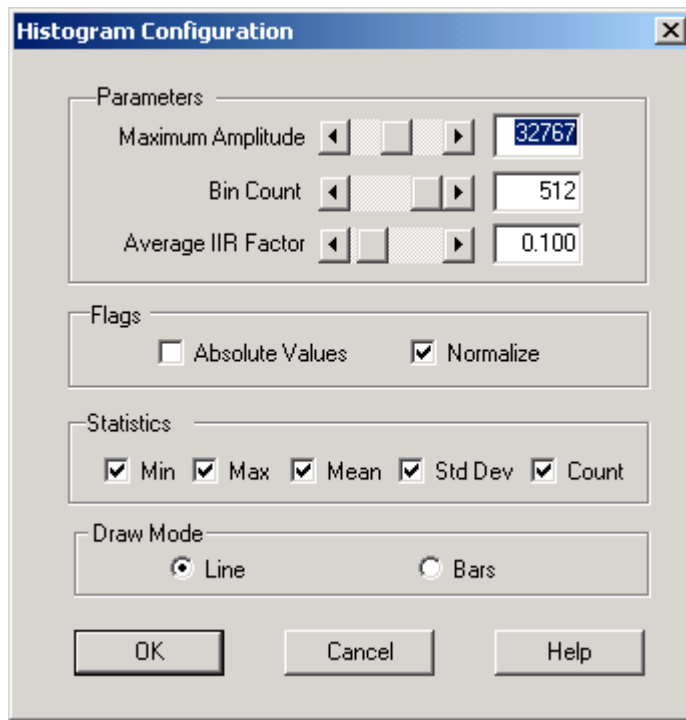 Histogram Configuration
Parameters
Maximum Amplitude 32767
Bin Count 512
Average IIR Factor 0.100
Flags
Absolute Values Normalize
Statistics
Min Max Mean Std Dev Count
Draw Mode
Line Bars
OK Cancel Help